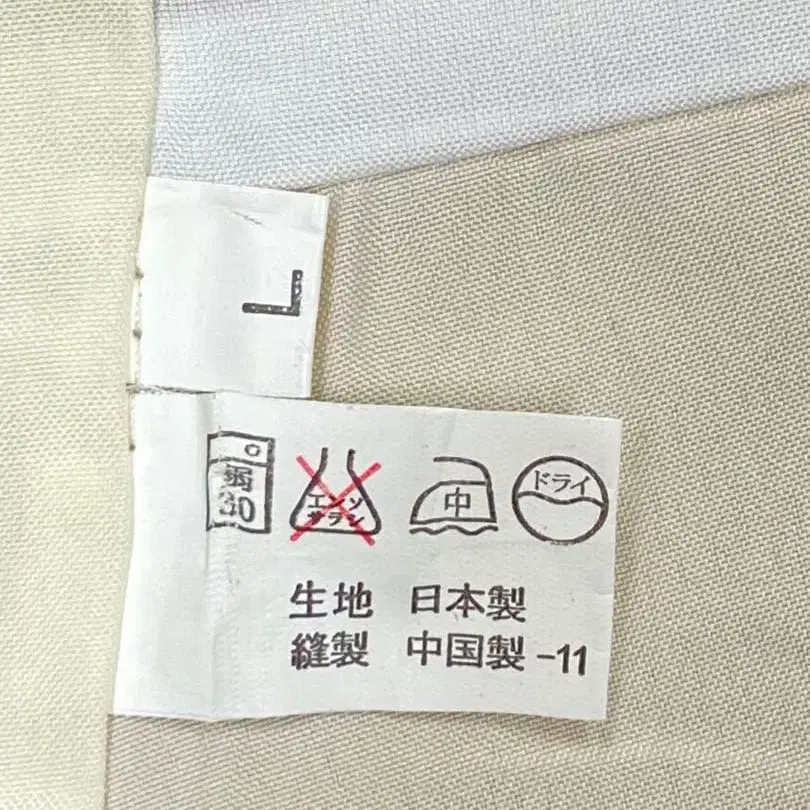 L
弱
30
エンソ
サラシ
中
ドライ
生地 日本製
縫製 中国製 -11